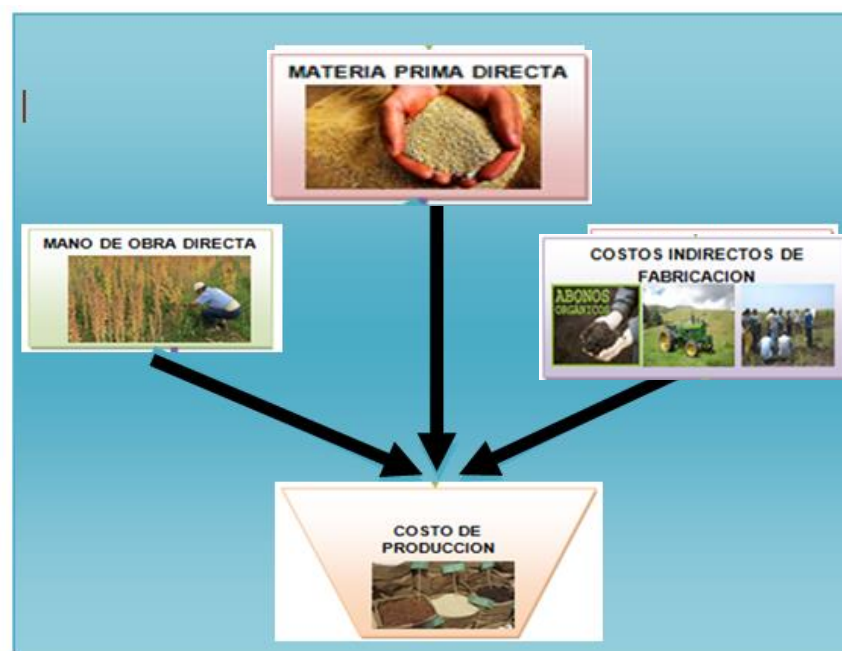 MATERIA PRIMA DIRECTA
MANO DE OBRA DIRECTA
COSTOS INDIRECTOS DE
FABRICACION
ABONOS
ORGÁNICOS
COSTO DE
PRODUCCION